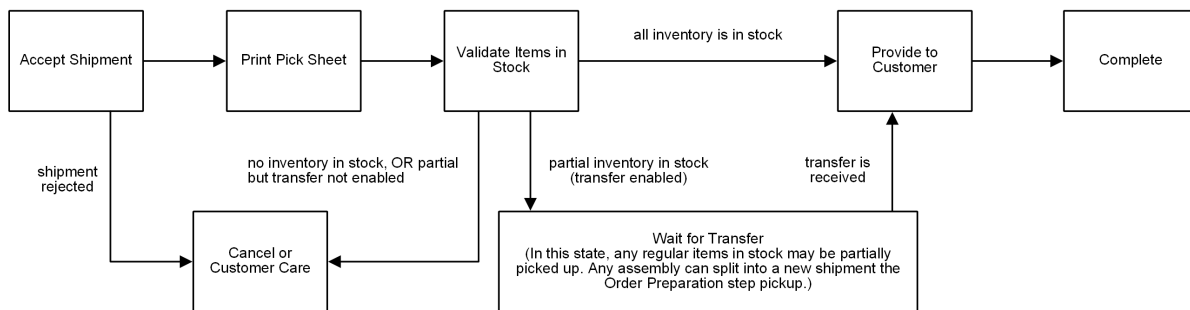 Accept Shipment
Print Pick Sheet
Validate Items in
Stock
all inventory is in stock
Provide to
Customer
Complete
shipment
rejected
no inventory in stock, OR partial
but transfer not enabled
partial inventory in stock
(transfer enabled)
transfer is
received
Cancel or
Customer Care
Wait for Transfer
(In this state, any regular items in stock may be partially
picked up. Any assembly can split into a new shipment the
Order Preparation step pickup.)